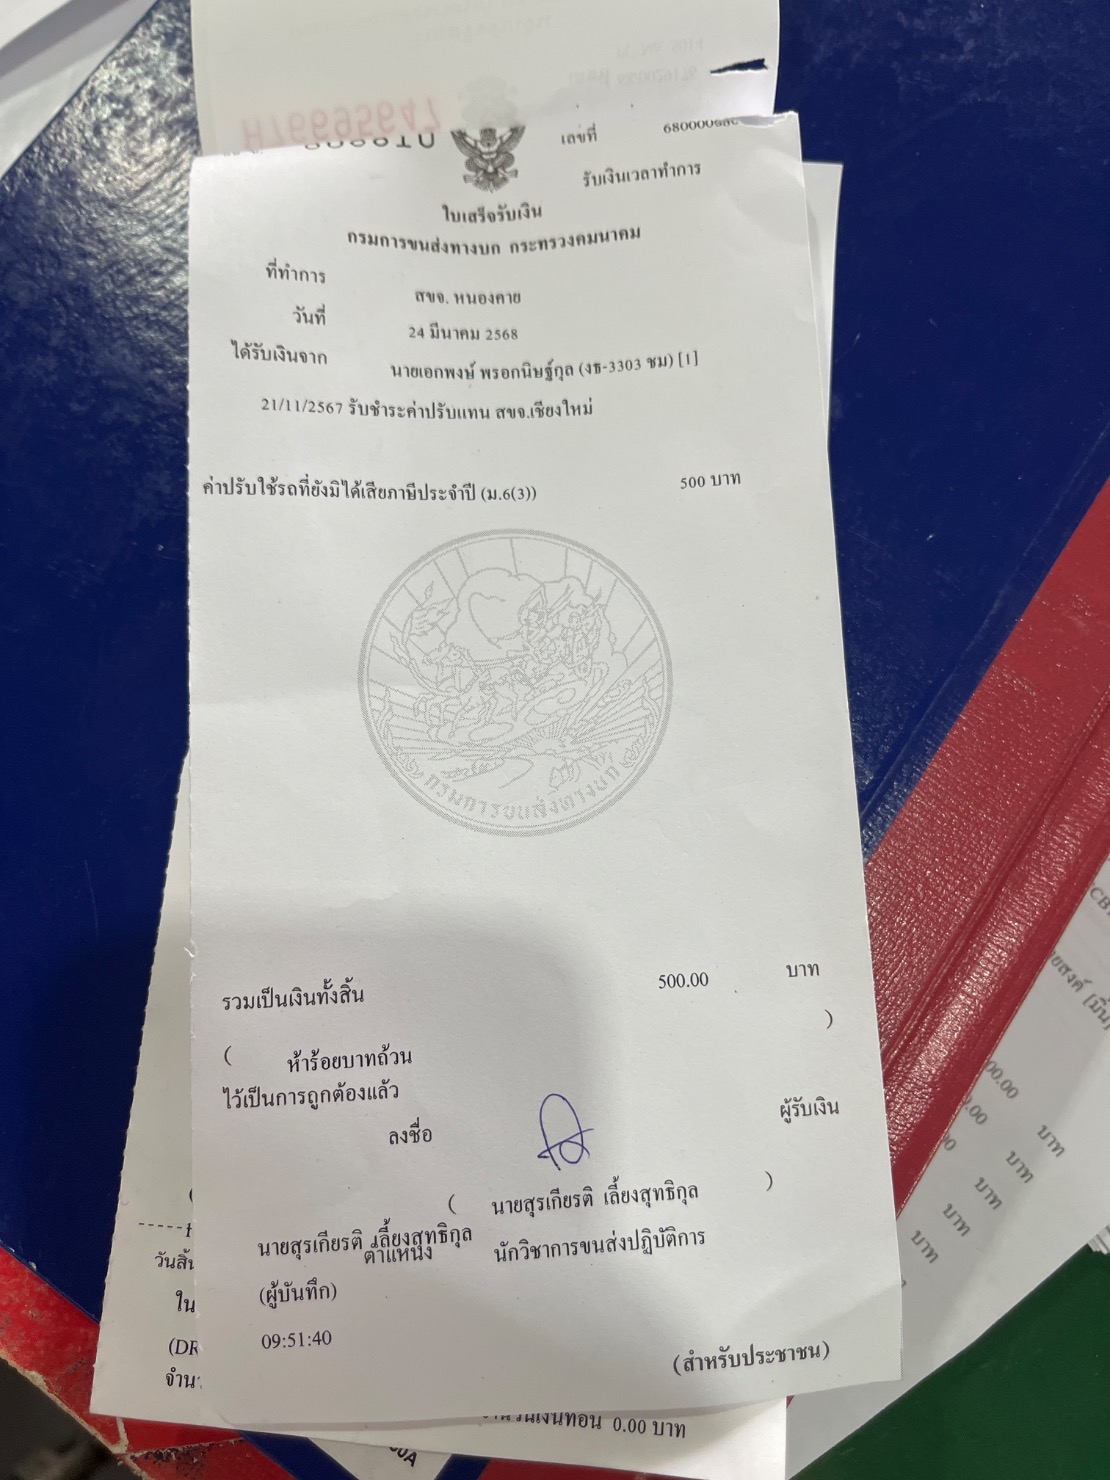 เลขที่
รับเงินเวลาทำการ
ใบเสร็จรับเงิน
กรมการขนส่งทางบก กระทรวงคมนาคม
ที่ทำการ สขจ. หนองคาย
วันที่ 24 มีนาคม 2568
ได้รับเงินจาก นายเอกพงษ์ พรอกนิษฐ์กุล (งธ-3303 ชม) [1]
21/11/2567 รับชำระค่าปรับแทน สขจ.เชียงใหม่
ค่าปรับใช้รถที่ยังมิได้เสียภาษีประจำปี (ม.6(3)) 500 บาท
กรมการขนส่งทางบก
รวมเป็นเงินทั้งสิ้น 500.00 บาท
( ห้าร้อยบาทถ้วน )
ไว้เป็นการถูกต้องแล้ว
ลงชื่อ ผู้รับเงิน
( นายสุรเกียรติ เลี้ยงสุทธิกุล )
นายสุรเกียรติ เลี้ยงสุทธิกุล
ตำแหน่ง นักวิชาการขนส่งปฏิบัติการ
(ผู้บันทึก)
09:51:40
(สำหรับประชาชน)
0.00 บาท
บาท
บาท
บาท
บาท
บาท